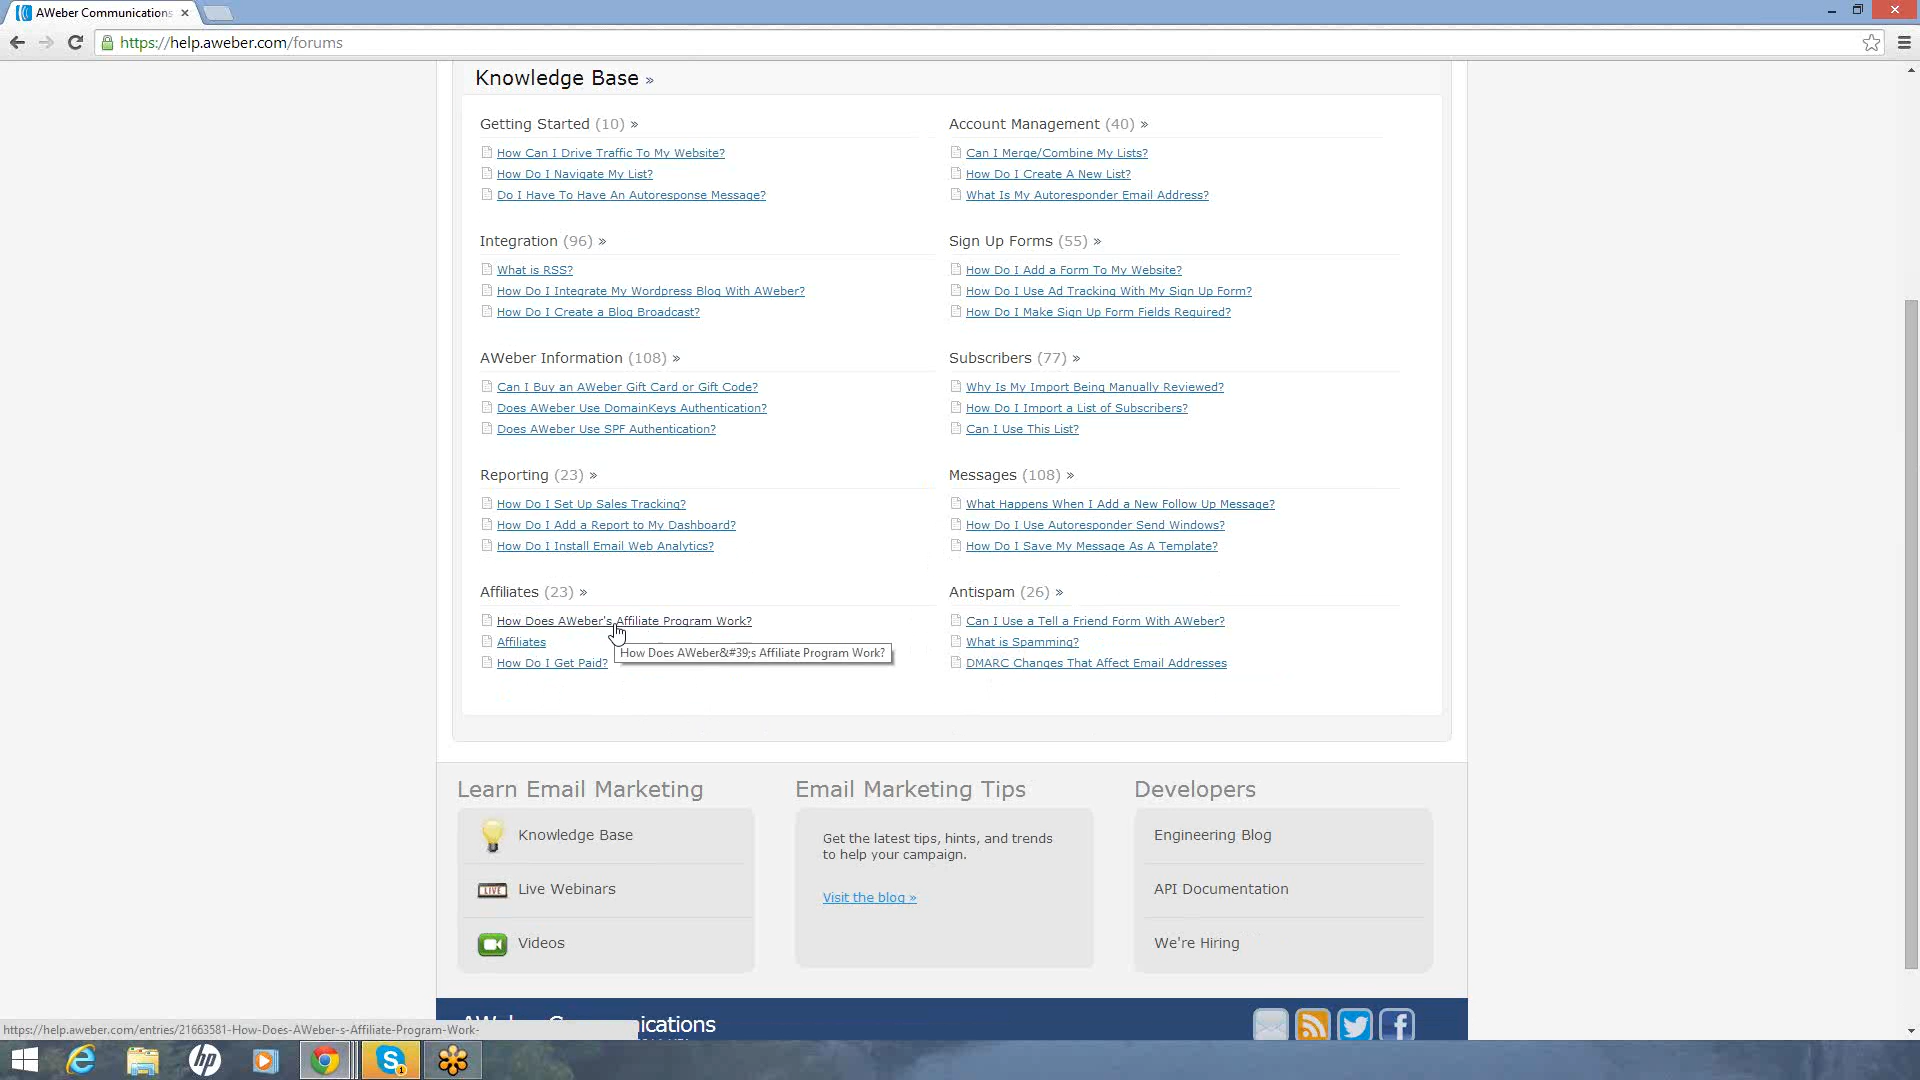 AWeber Communications
https://help.aweber.com/forums
Knowledge Base »
Getting Started (10) »
How Can I Drive Traffic To My Website?
How Do I Navigate My List?
Do I Have To Have An Autoresponse Message?
Account Management (40) »
Can I Merge/Combine My Lists?
How Do I Create A New List?
What Is My Autoresponder Email Address?
Integration (96) »
What is RSS?
How Do I Integrate My Wordpress Blog With AWeber?
How Do I Create a Blog Broadcast?
Sign Up Forms (55) »
How Do I Add a Form To My Website?
How Do I Use Ad Tracking With My Sign Up Form?
How Do I Make Sign Up Form Fields Required?
AWeber Information (108) »
Can I Buy an AWeber Gift Card or Gift Code?
Does AWeber Use DomainKeys Authentication?
Does AWeber Use SPF Authentication?
Subscribers (77) »
Why Is My Import Being Manually Reviewed?
How Do I Import a List of Subscribers?
Can I Use This List?
Reporting (23) »
How Do I Set Up Sales Tracking?
How Do I Add a Report to My Dashboard?
How Do I Install Email Web Analytics?
Messages (108) »
What Happens When I Add a New Follow Up Message?
How Do I Use Autoresponder Send Windows?
How Do I Save My Message As A Template?
Affiliates (23) »
How Does AWeber's Affiliate Program Work?
Affiliates
How Do I Get Paid?
How Does AWeber&#39;s Affiliate Program Work?
Antispam (26) »
Can I Use a Tell a Friend Form With AWeber?
What is Spamming?
DMARC Changes That Affect Email Addresses
Learn Email Marketing
Knowledge Base
LIVE
Live Webinars
Videos
Email Marketing Tips
Get the latest tips, hints, and trends
to help your campaign.
Visit the blog »
Developers
Engineering Blog
API Documentation
We're Hiring
https://help.aweber.com/entries/21663581-How-Does-AWeber-s-Affiliate-Program-Work-
hp
1